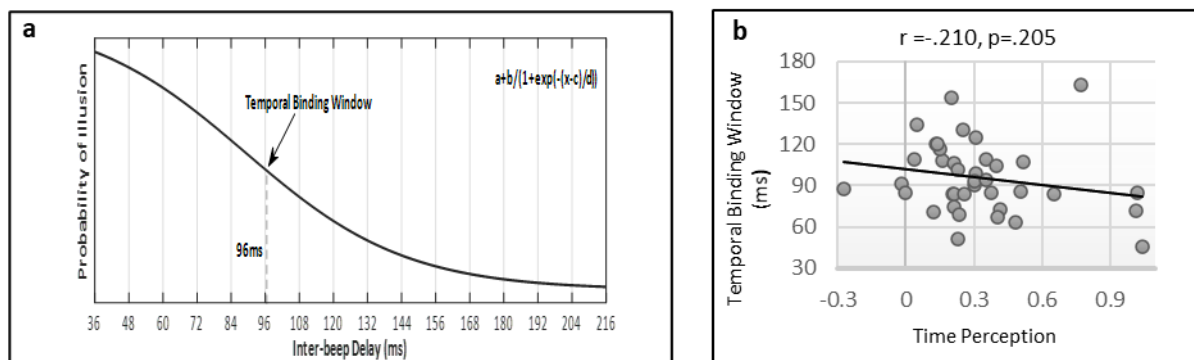 a
a+b/(1+exp(-(x-c)/d))
Temporal Binding Window
Probability of Illusion
96ms
36 48 60 72 84 96 108 120 132 144 156 168 180 192 204 216
Inter-beep Delay (ms)
b
r =-.210, p=.205
Temporal Binding Window
(ms)
180
150
120
90
60
30
-0.3 0 0.3 0.6 0.9
Time Perception